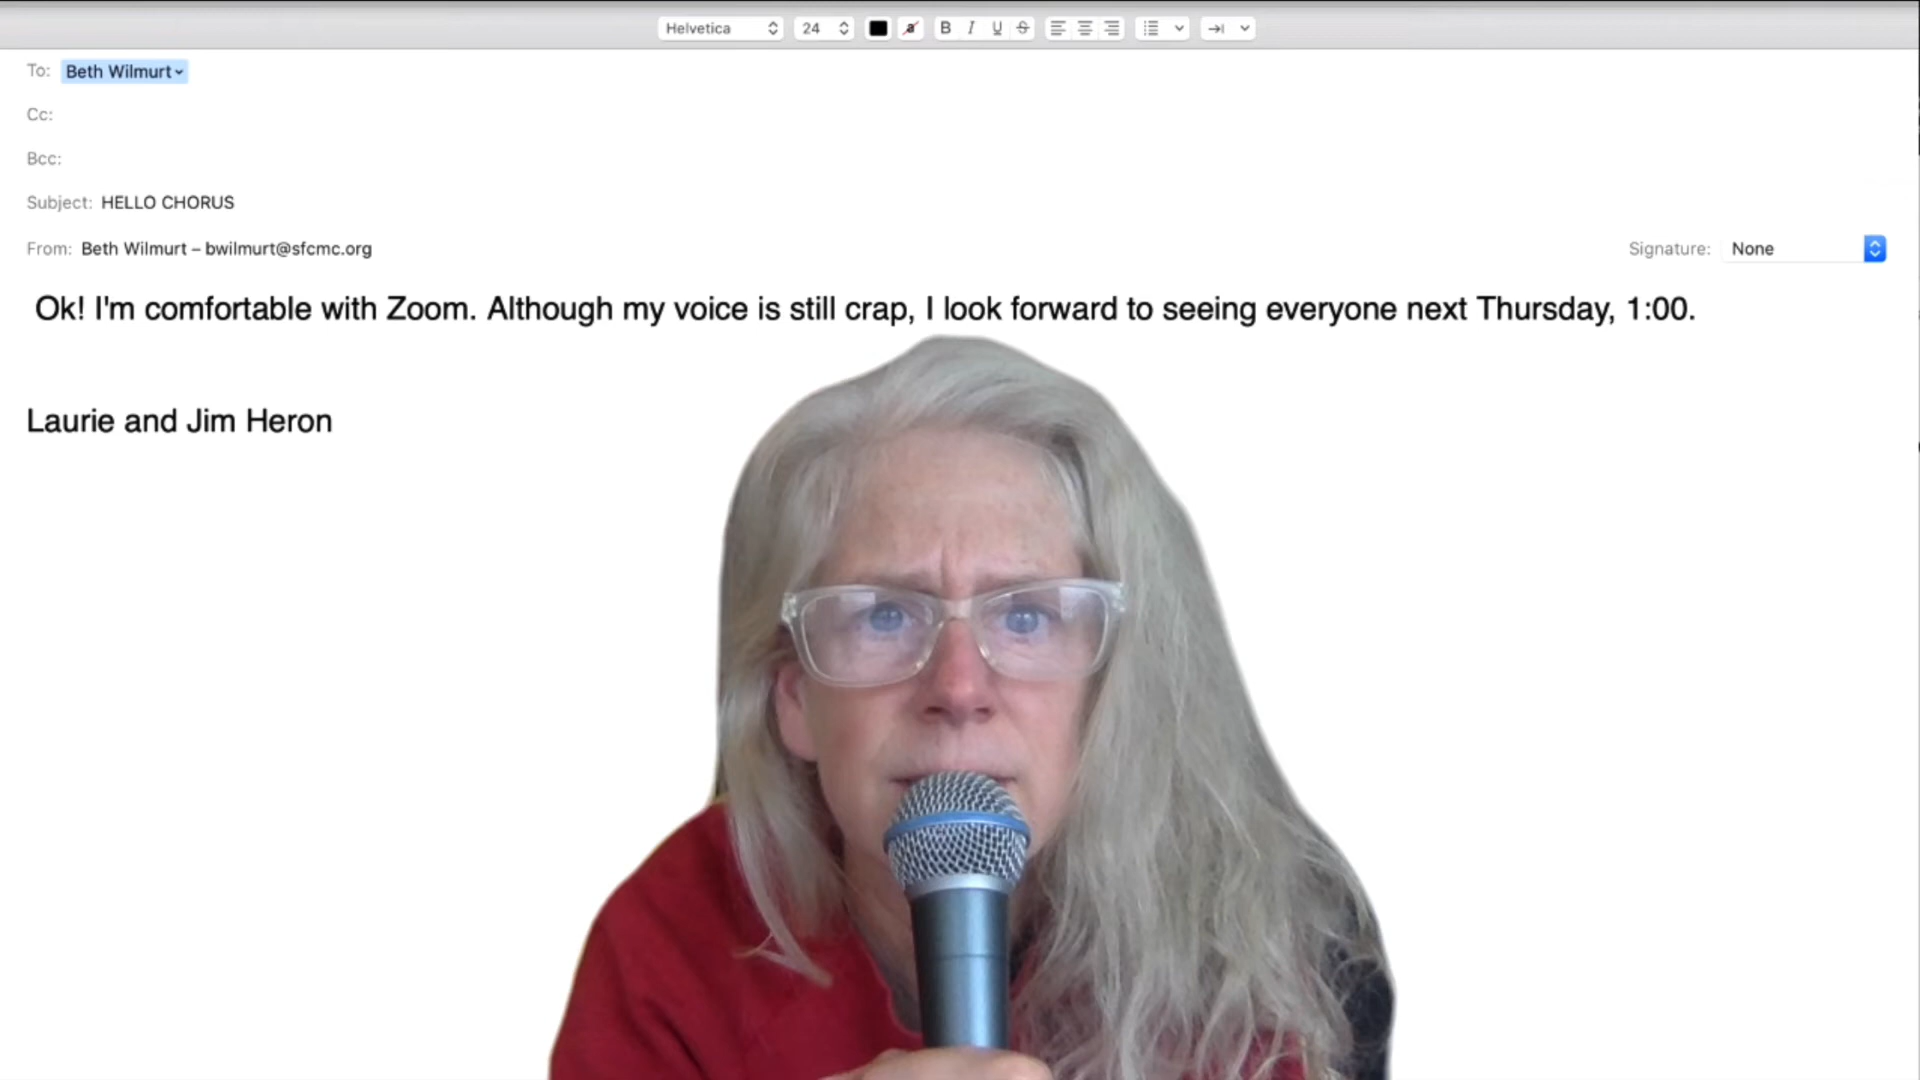 Helvetica 24 a B I U S
To: Beth Wilmurt
Cc:
Bcc:
Subject: HELLO CHORUS
From: Beth Wilmurt – bwilmurt@sfcmc.org Signature: None
Ok! I'm comfortable with Zoom. Although my voice is still crap, I look forward to seeing everyone next Thursday, 1:00.
Laurie and Jim Heron